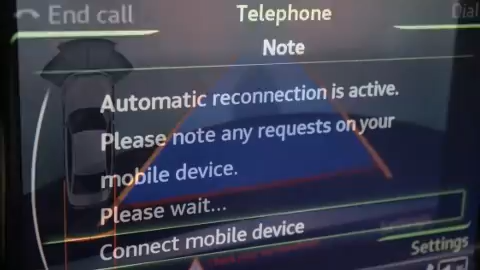 End call
Telephone
Dial
Note
Automatic reconnection is active.
Please note any requests on your
mobile device.
Please wait...
Connect mobile device
Settings